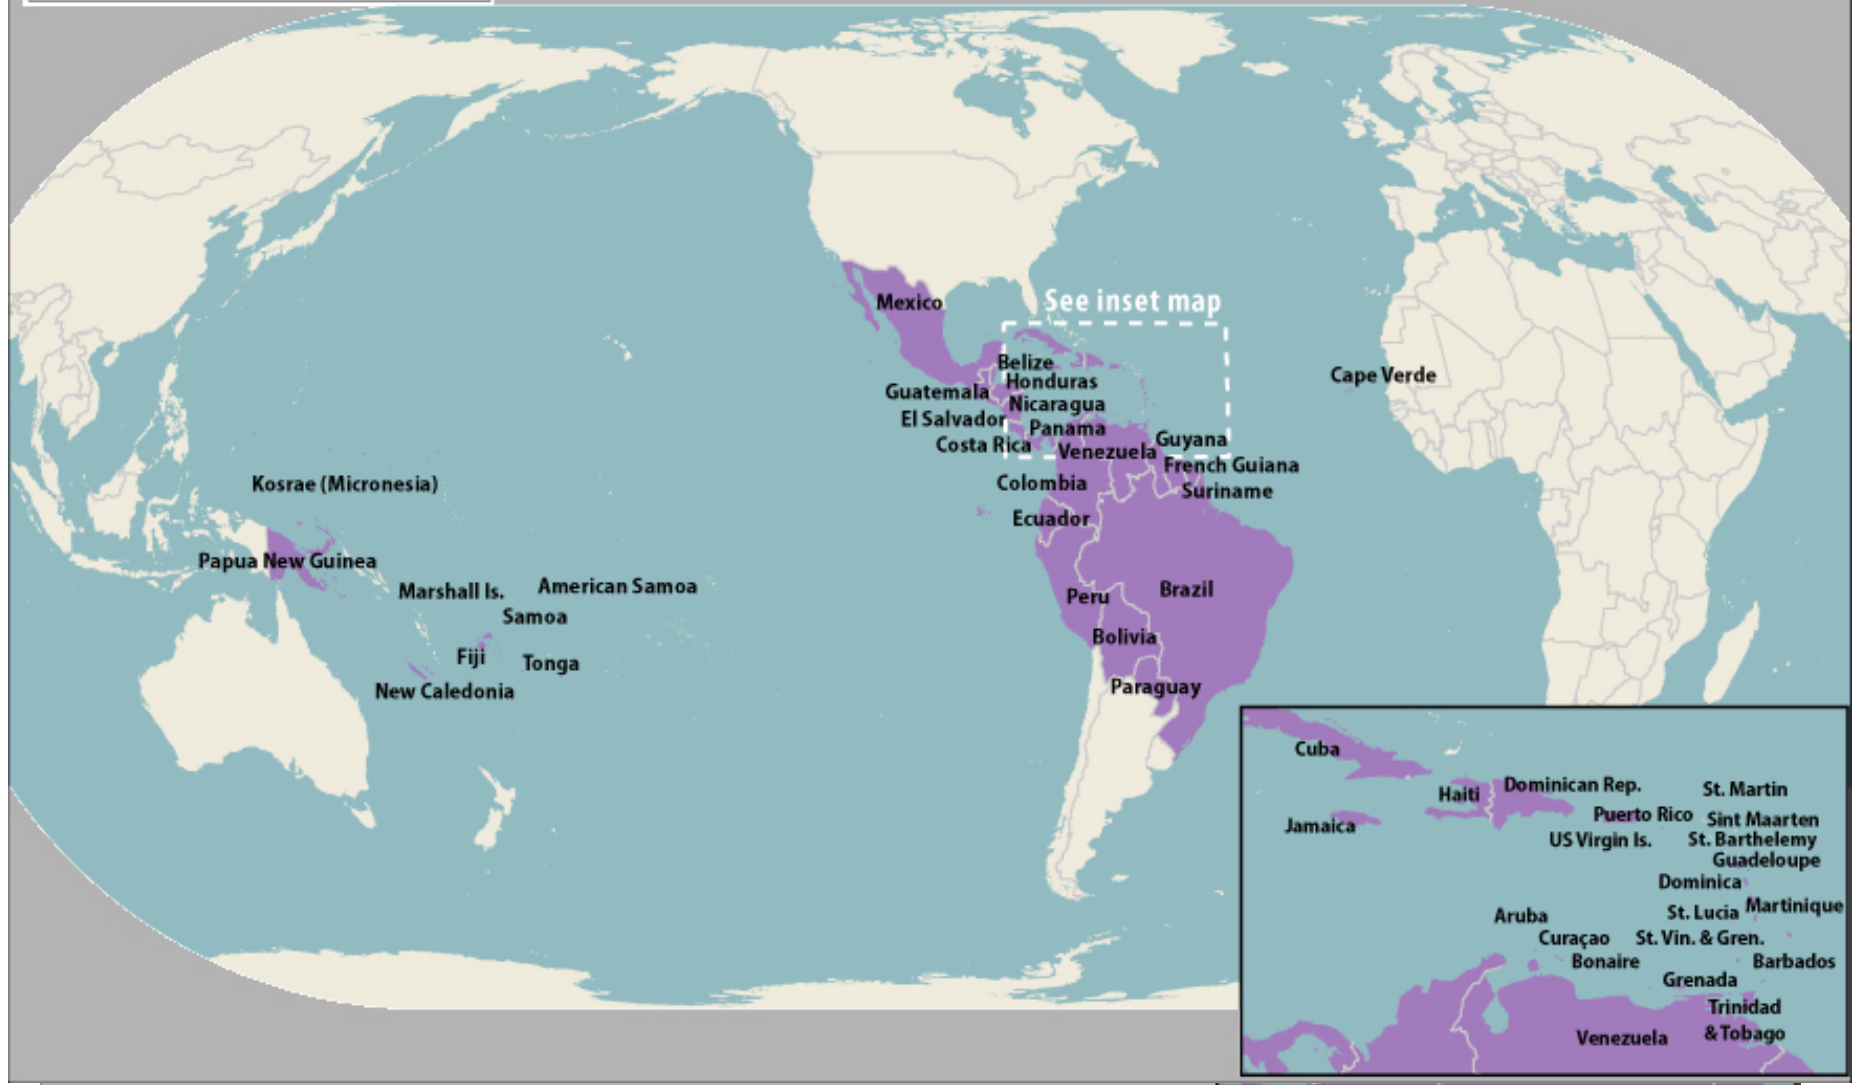 See inset map
Mexico
Belize
Honduras
Guatemala
Nicaragua
El Salvador
Panama
Costa Rica
Venezuela
Guyana
French Guiana
Colombia
Suriname
Ecuador
Cape Verde
Kosrae (Micronesia)
Papua New Guinea
Marshall Is.
American Samoa
Samoa
Fiji
Tonga
New Caledonia
Peru
Brazil
Bolivia
Paraguay
Cuba
Haiti
Dominican Rep.
St. Martin
Jamaica
Puerto Rico
Sint Maarten
US Virgin Is.
St. Barthelemy
Guadeloupe
Dominica
Martinique
Aruba
St. Lucia
Curaçao
St. Vin. & Gren.
Bonaire
Barbados
Grenada
Trinidad
& Tobago
Venezuela